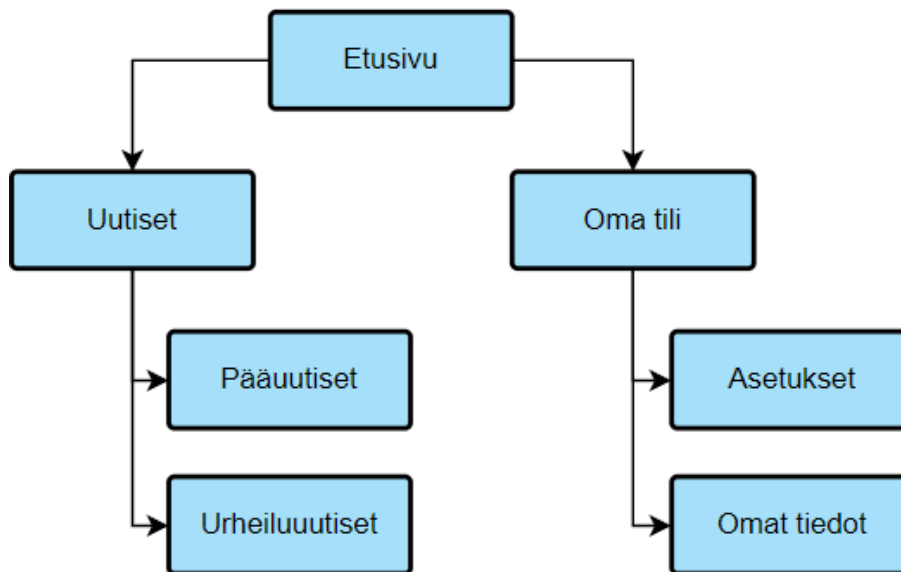 Etusivu
Uutiset
Oma tili
Pääuutiset
Asetukset
Urheiluuutiset
Omat tiedot